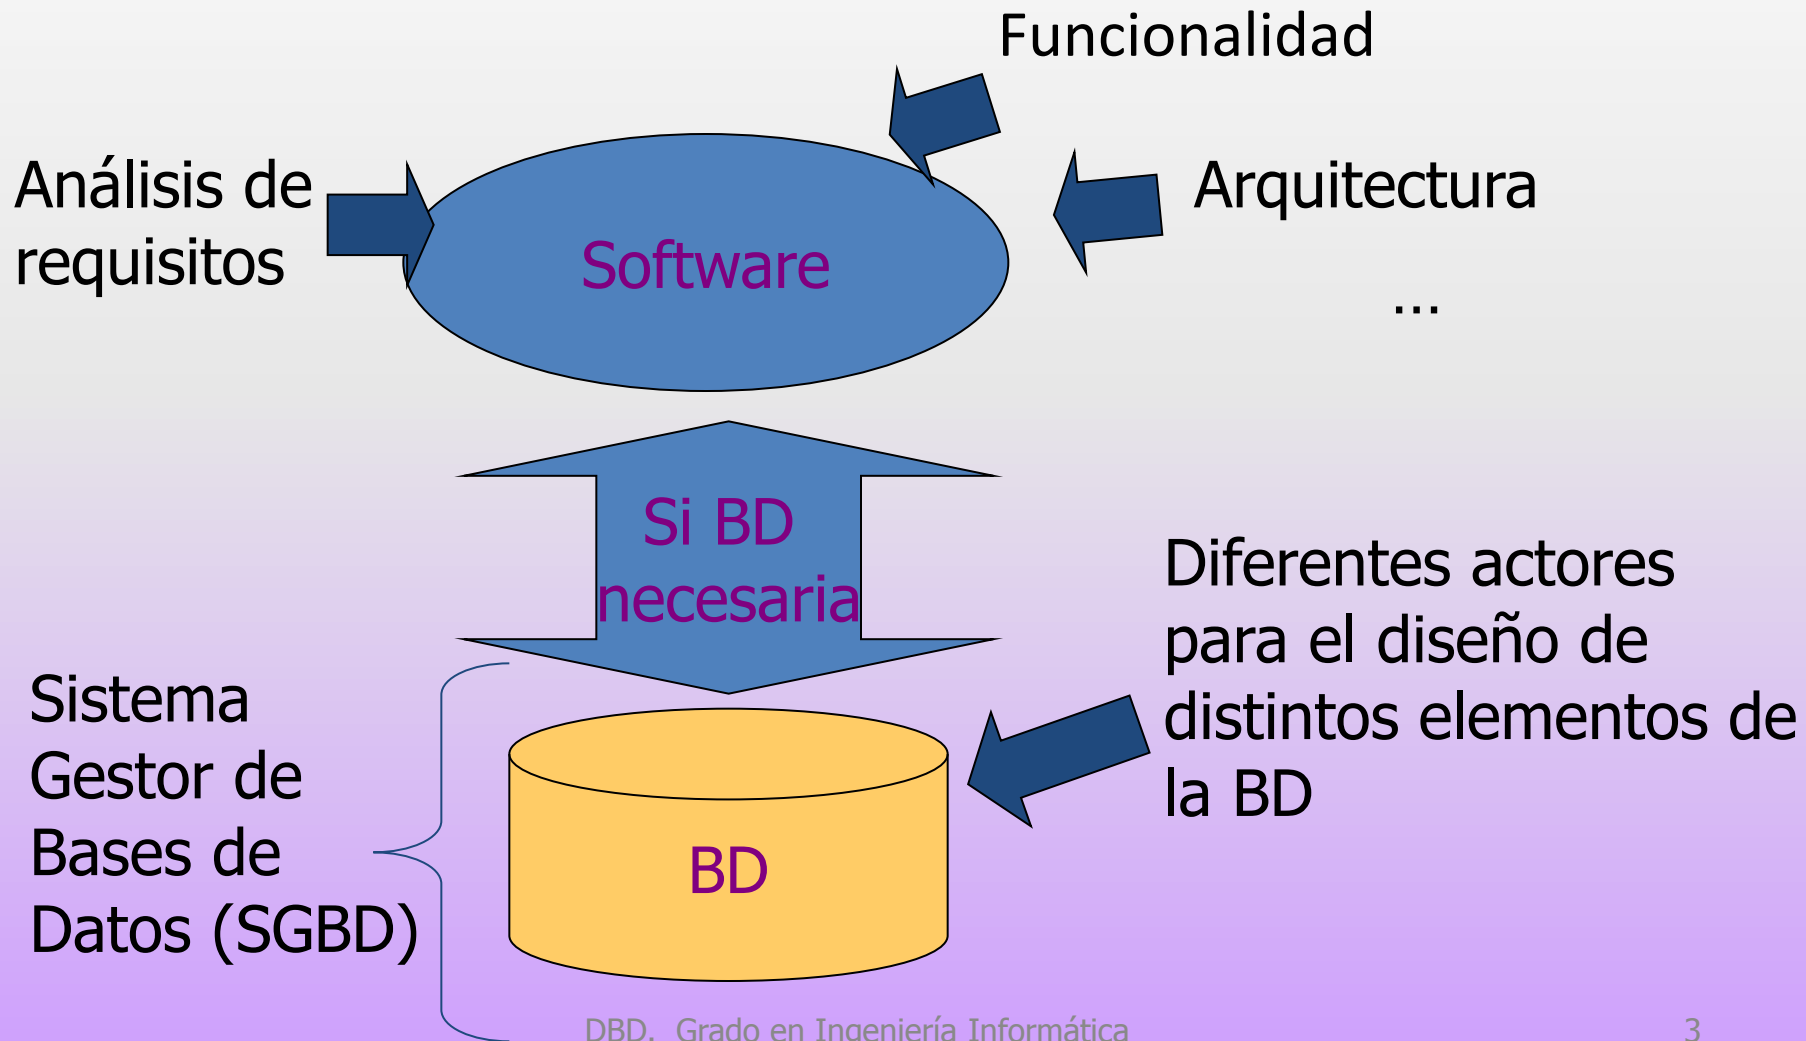 Funcionalidad
Análisis de
requisitos
Software
Arquitectura
...
Si BD
necesaria
Diferentes actores
para el diseño de
distintos elementos de
la BD
Sistema
Gestor de
Bases de
Datos (SGBD)
BD
DBD. Grado en Ingeniería Informática
3